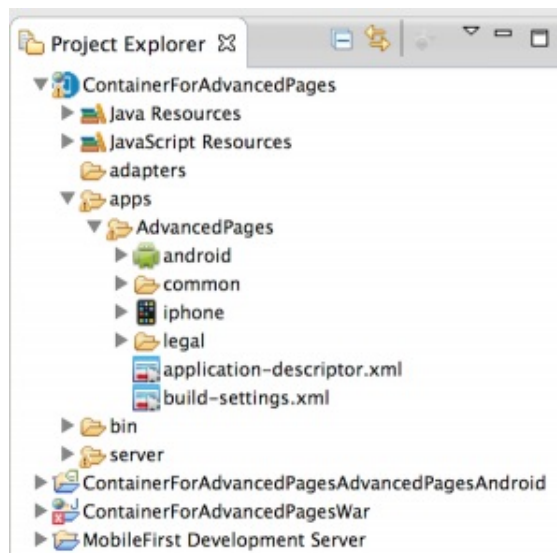 Project Explorer
ContainerForAdvancedPages
Java Resources
JavaScript Resources
adapters
apps
AdvancedPages
android
common
iphone
legal
application-descriptor.xml
build-settings.xml
bin
server
ContainerForAdvancedPagesAdvancedPagesAndroid
ContainerForAdvancedPagesWar
MobileFirst Development Server